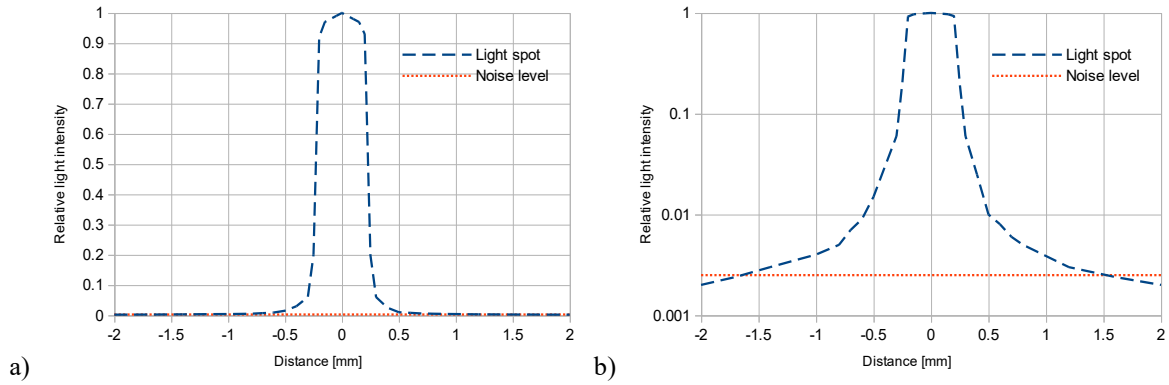 1
0.9
0.8
0.7
0.6
0.5
0.4
0.3
0.2
0.1
0
Relative light intensity
Light spot
Noise level
-2 -1.5 -1 -0.5 0 0.5 1 1.5 2
Distance [mm]
a)
1
0.1
0.01
0.001
Relative light intensity
Light spot
Noise level
-2 -1.5 -1 -0.5 0 0.5 1 1.5 2
Distance [mm]
b)